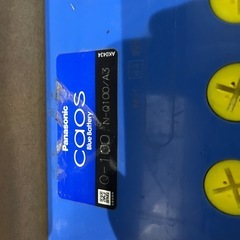 AK0434
Panasonic
caos
Blue Battery
N-Q100/A3
Q-100